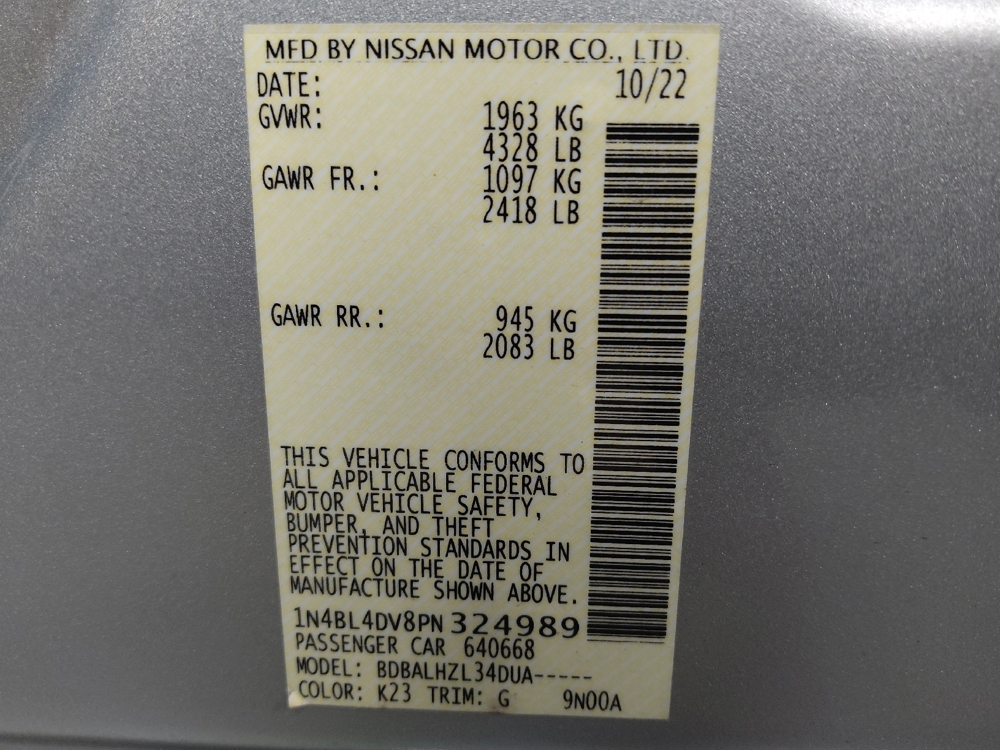 MFD BY NISSAN MOTOR CO., LTD.
DATE: 10/22
GVWR: 1963 KG
4328 LB
GAWR FR.: 1097 KG
2418 LB
GAWR RR.: 945 KG
2083 LB
THIS VEHICLE CONFORMS TO
ALL APPLICABLE FEDERAL
MOTOR VEHICLE SAFETY,
BUMPER, AND THEFT
PREVENTION STANDARDS IN
EFFECT ON THE DATE OF
MANUFACTURE SHOWN ABOVE.
1N4BL4DV8PN 324989
PASSENGER CAR 640668
MODEL: BDBALHZL34DUA-----
COLOR: K23 TRIM: G 9N00A